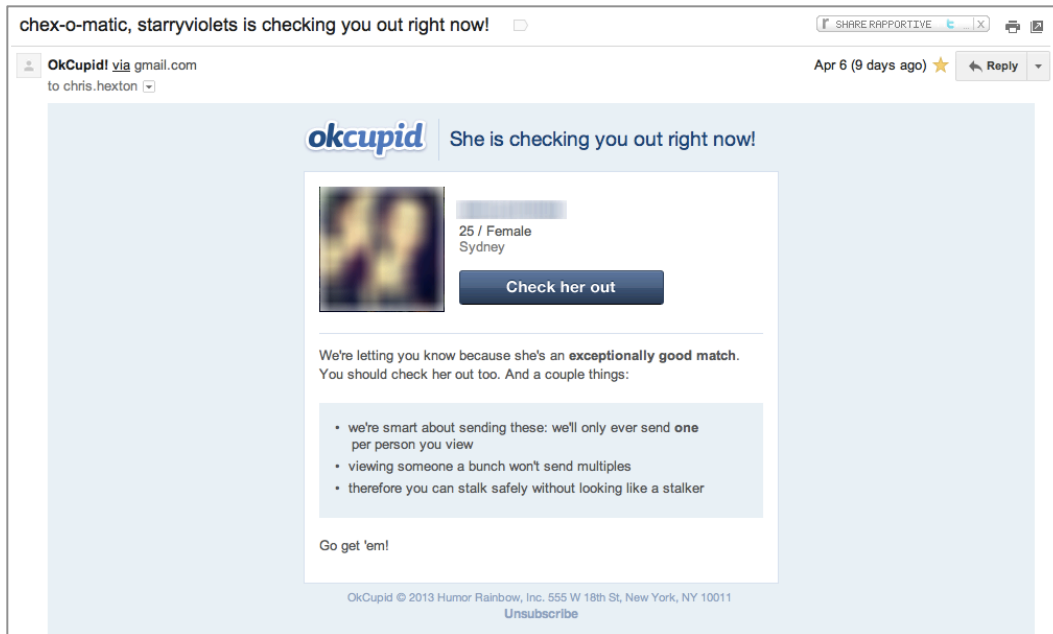 chex-o-matic, starryviolets is checking you out right now!
SHARE RAPPORTIVE t ... X
OkCupid! via gmail.com
Apr 6 (9 days ago)
Reply
to chris.hexton
okcupid
She is checking you out right now!
25 / Female
Sydney
Check her out
We're letting you know because she's an exceptionally good match.
You should check her out too. And a couple things:
• we're smart about sending these: we'll only ever send one
per person you view
• viewing someone a bunch won't send multiples
• therefore you can stalk safely without looking like a stalker
Go get 'em!
OkCupid © 2013 Humor Rainbow, Inc. 555 W 18th St, New York, NY 10011
Unsubscribe